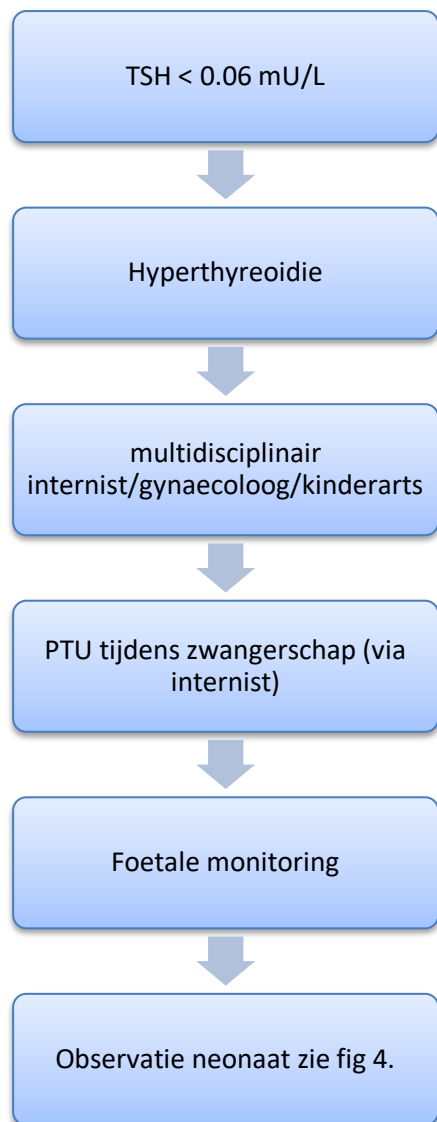 TSH < 0.06 mU/L
Hyperthyreoidie
multidisciplinair
internist/gynaecoloog/kinderarts
PTU tijdens zwangerschap (via
internist)
Foetale monitoring
Observatie neonaat zie fig 4.